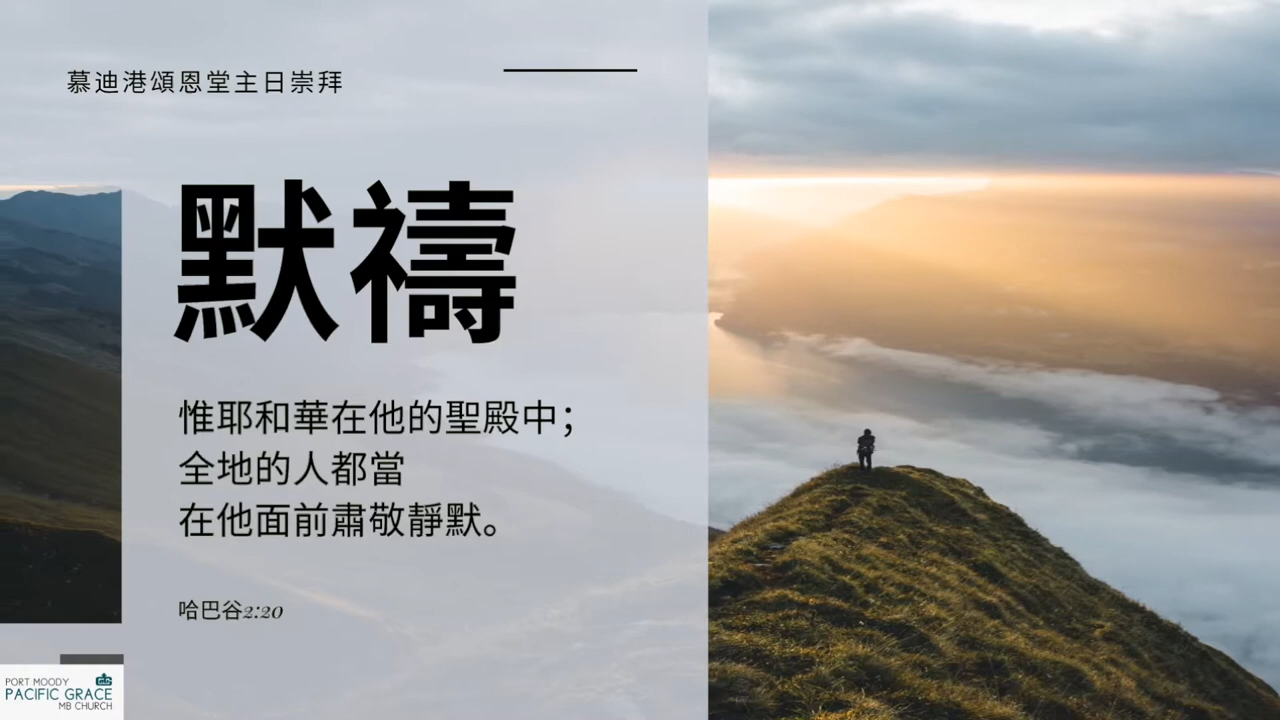 慕迪港頌恩堂主日崇拜
默禱
惟耶和華在他的聖殿中；
全地的人都當
在他面前肅敬靜默。
哈巴谷2:20
PORT MOODY
PACIFIC GRACE
MB CHURCH